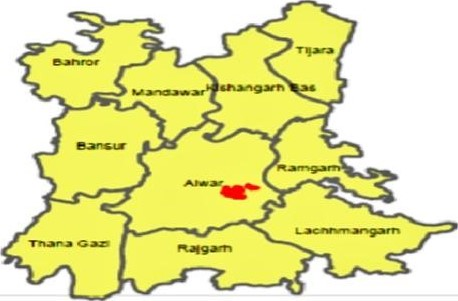 Tijara
Bahror
Mandawar
Kishangarh Bas
Bansur
Ramgarh
Alwar
Lachhmangarh
Thana Gazi
Rajgarh